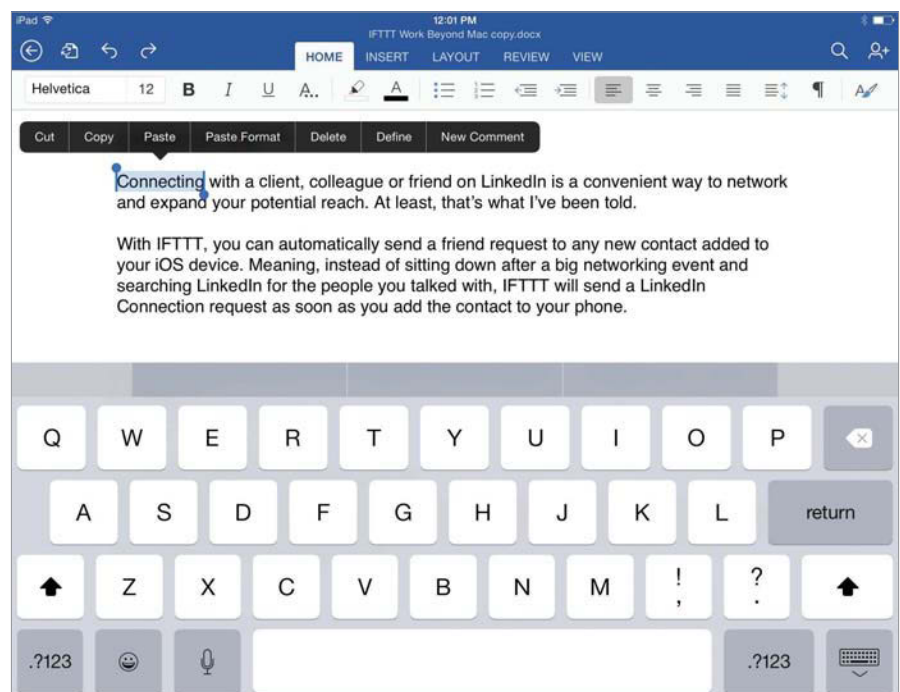 iPad 12:01 PM
IFTTT Work Beyond Mac copy.docx
HOME INSERT LAYOUT REVIEW VIEW
Helvetica 12 B I U A.. A ¶ A
Cut Copy Paste Paste Format Delete Define New Comment
Connecting with a client, colleague or friend on LinkedIn is a convenient way to network
and expand your potential reach. At least, that's what I've been told.
With IFTTT, you can automatically send a friend request to any new contact added to
your iOS device. Meaning, instead of sitting down after a big networking event and
searching LinkedIn for the people you talked with, IFTTT will send a LinkedIn
Connection request as soon as you add the contact to your phone.
Q W E R T Y U I O P
A S D F G H J K L return
Z X C V B N M ! , ? .
.?123 .?123